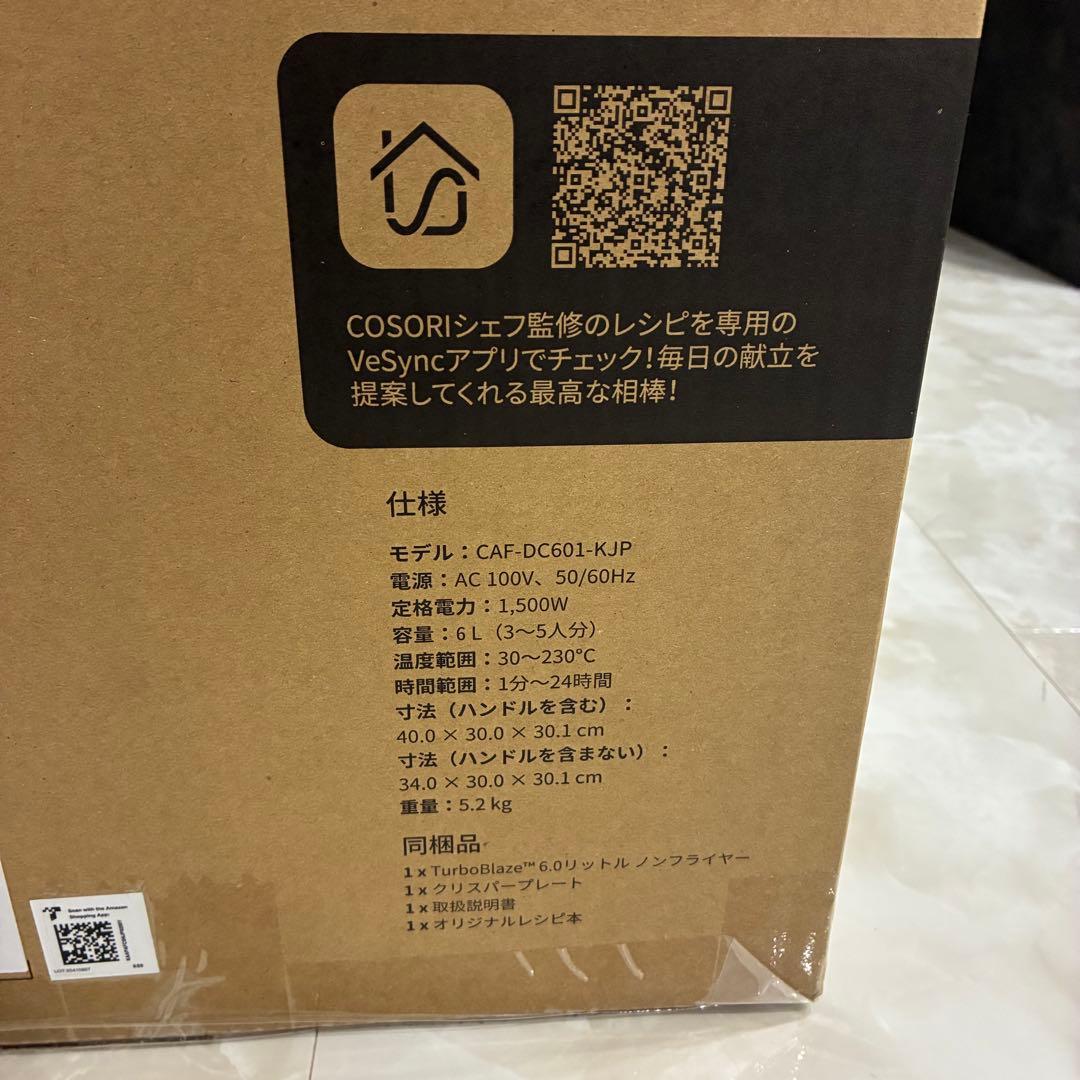 COSORIシェフ監修のレシピを専用の
VeSyncアプリでチェック！毎日の献立を
提案してくれる最高な相棒！
仕様
モデル：CAF-DC601-KJP
電源：AC 100V、50/60Hz
定格電力：1,500W
容量：6 L（3～5人分）
温度範囲：30～230℃
時間範囲：1分～24時間
寸法（ハンドルを含む）：
40.0 × 30.0 × 30.1 cm
寸法（ハンドルを含まない）：
34.0 × 30.0 × 30.1 cm
重量：5.2 kg
同梱品
1 x TurboBlaze™ 6.0リットル ノンフライヤー
1 x クリスパープレート
1 x 取扱説明書
1 x オリジナルレシピ本
Scan with the Amazon
Shopping App